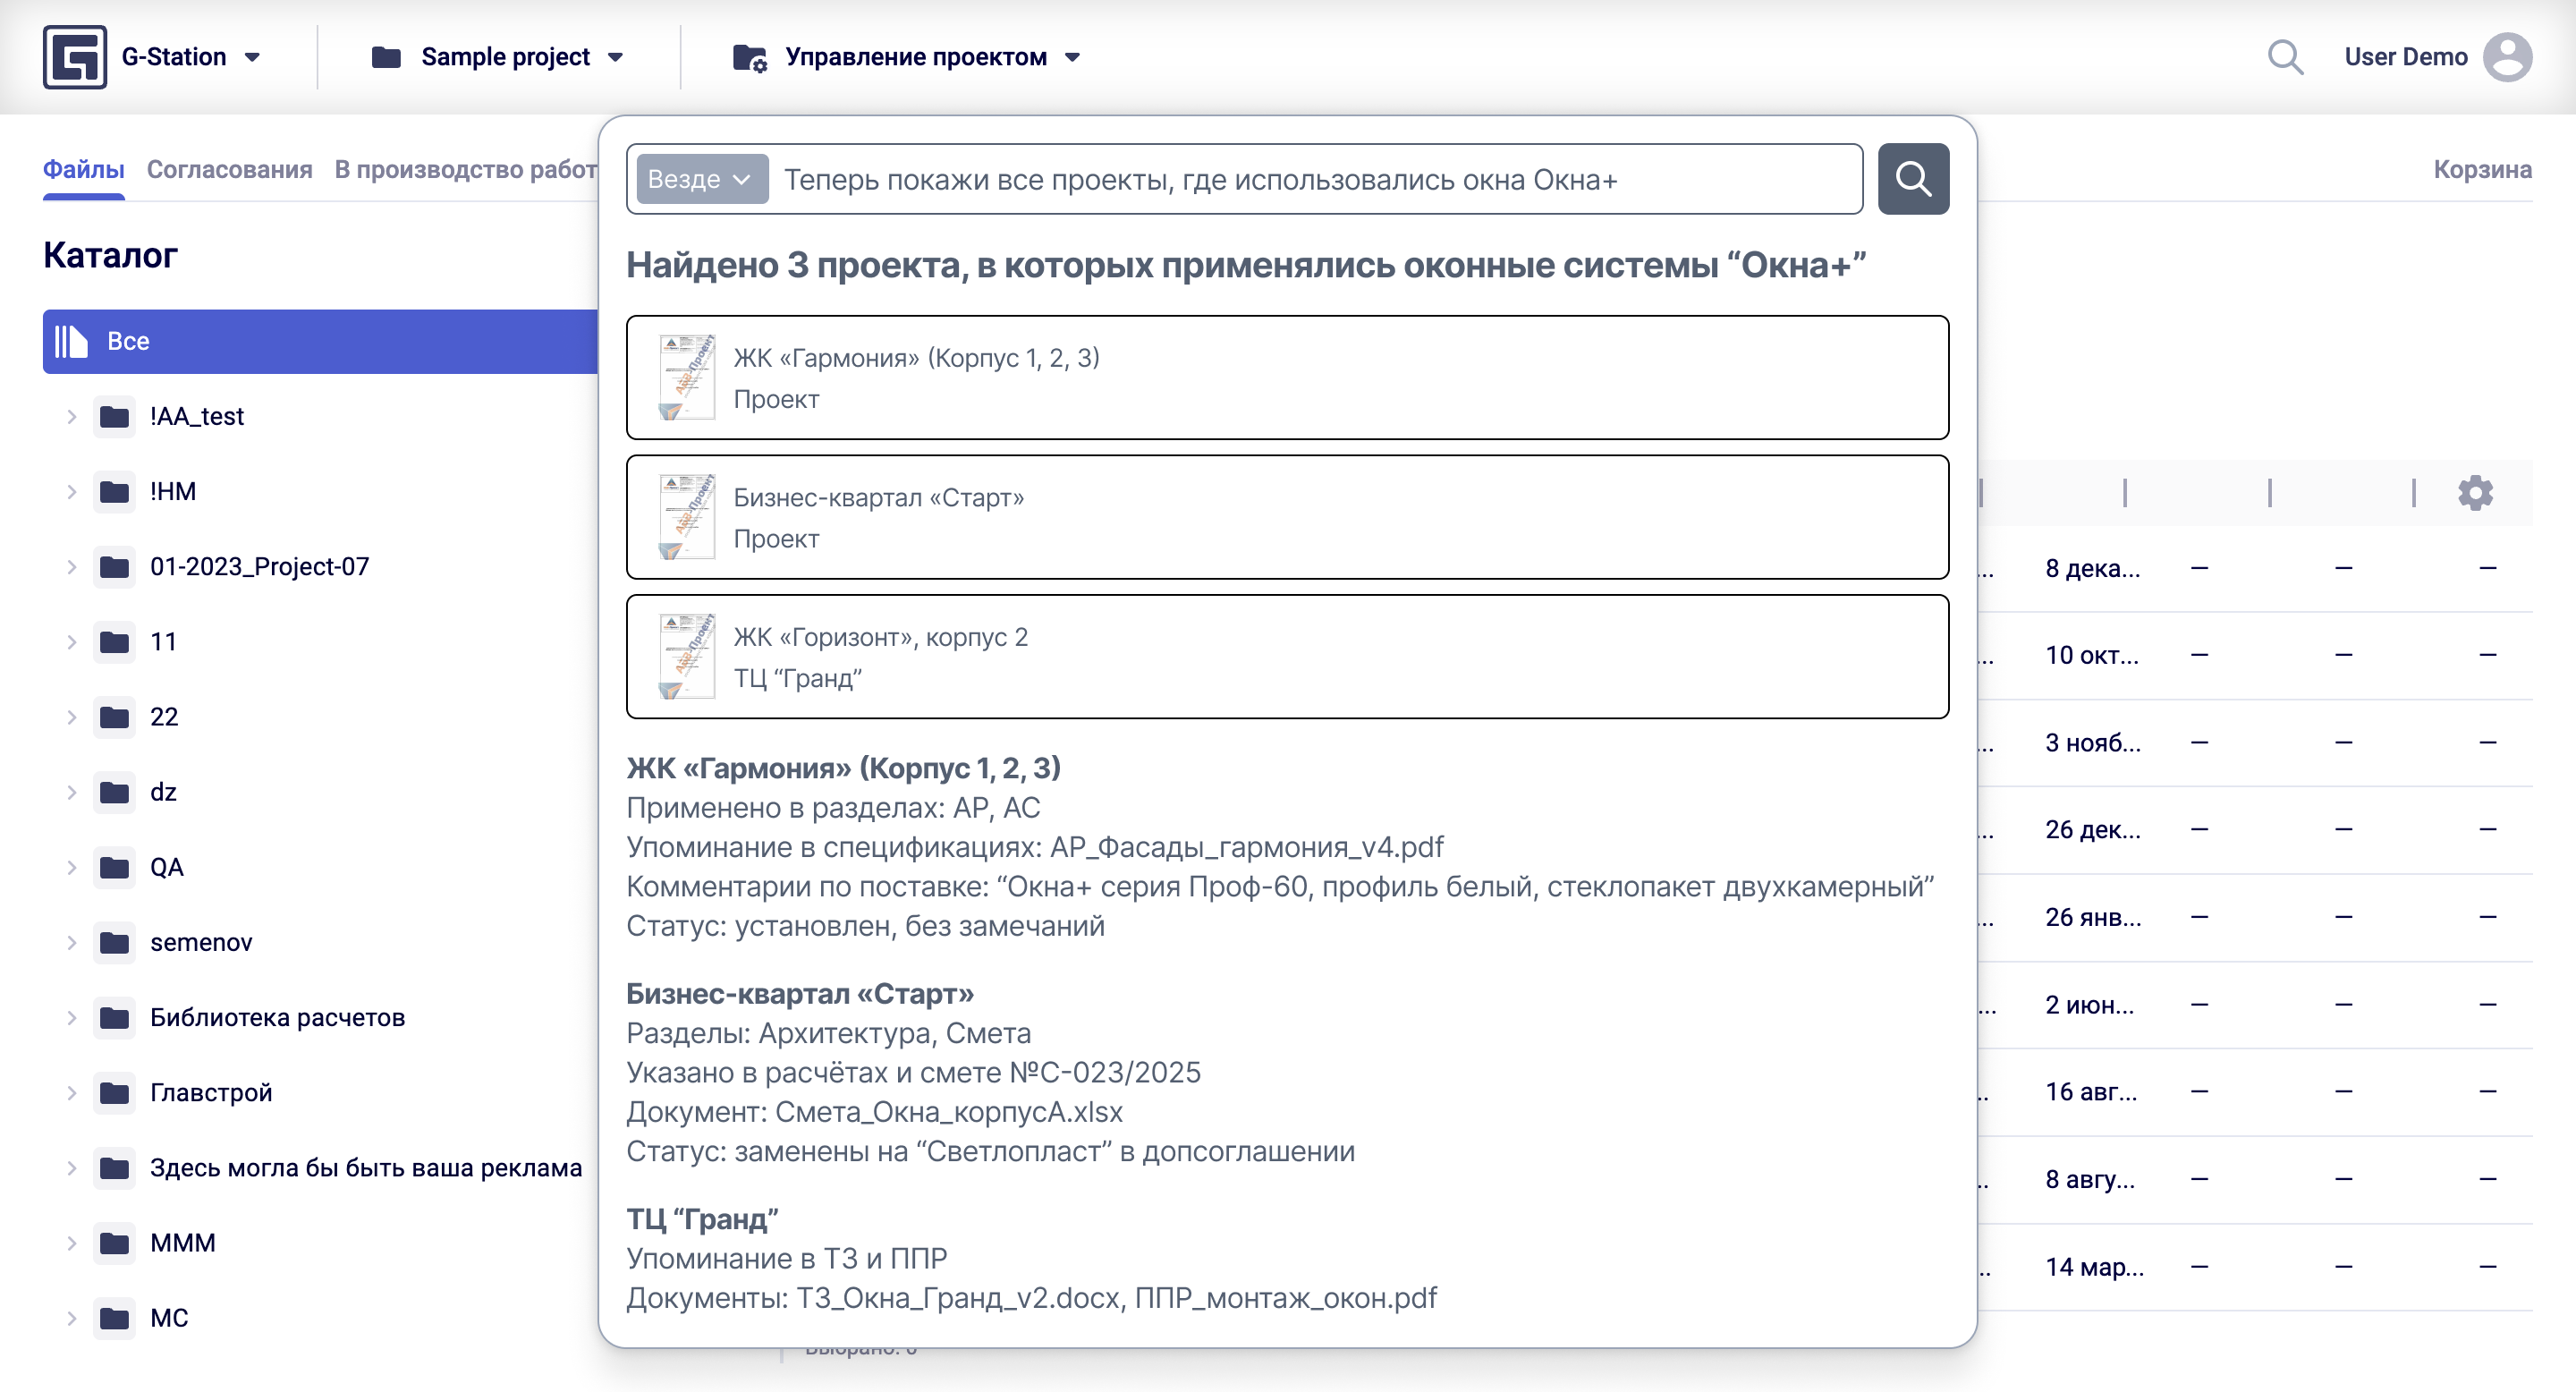 G-Station
Sample project
Управление проектом
User Demo
Файлы
Согласования
В производство работ
Корзина
Каталог
Все
!AA_test
!НМ
01-2023_Project-07
11
22
dz
QA
semenov
Библиотека расчетов
Главстрой
Здесь могла бы быть ваша реклама
МММ
МС
Везде
Теперь покажи все проекты, где использовались окна Окна+
Найдено 3 проекта, в которых применялись оконные системы “Окна+”
ЖК «Гармония» (Корпус 1, 2, 3)
Проект
Бизнес-квартал «Старт»
Проект
ЖК «Горизонт», корпус 2
ТЦ “Гранд”
ЖК «Гармония» (Корпус 1, 2, 3)
Применено в разделах: АР, АС
Упоминание в спецификациях: АР_Фасады_гармония_v4.pdf
Комментарии по поставке: “Окна+ серия Проф-60, профиль белый, стеклопакет двухкамерный”
Статус: установлен, без замечаний
Бизнес-квартал «Старт»
Разделы: Архитектура, Смета
Указано в расчётах и смете №С-023/2025
Документ: Смета_Окна_корпусА.xlsx
Статус: заменены на “Светлопласт” в допсоглашении
ТЦ “Гранд”
Упоминание в ТЗ и ППР
Документы: ТЗ_Окна_Гранд_v2.docx, ППР_монтаж_окон.pdf
... 8 дека... – – –
... 10 окт... – – –
... 3 нояб... – – –
... 26 дек... – – –
... 26 янв... – – –
... 2 июн... – – –
.. 16 авг... – – –
.. 8 авгу... – – –
.. 14 мар... – – –